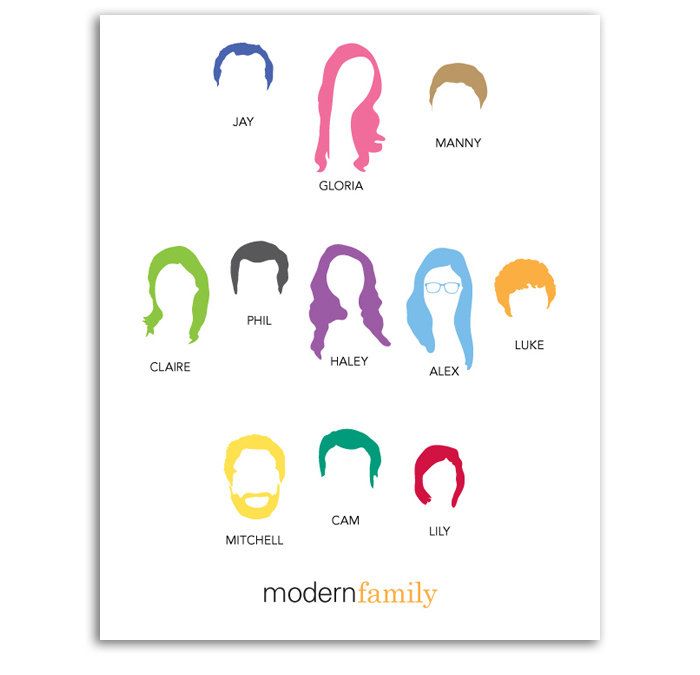 JAY
GLORIA
MANNY
CLAIRE
PHIL
HALEY
ALEX
LUKE
MITCHELL
CAM
LILY
modernfamily